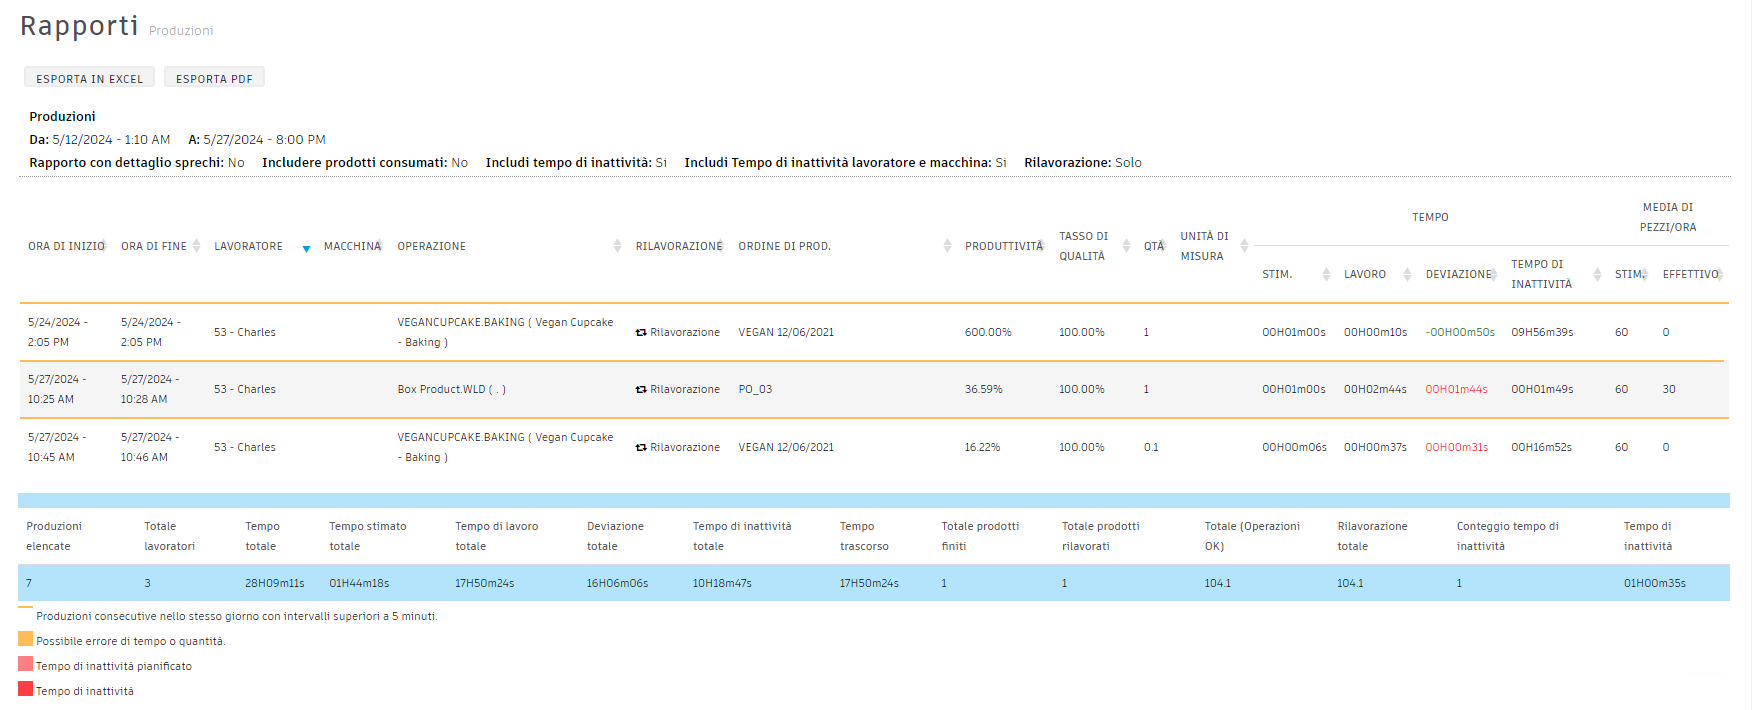 Rapporti Produzioni
ESPORTA IN EXCEL ESPORTA PDF
Produzioni
Da: 5/12/2024 - 1:10 AM A: 5/27/2024 - 8:00 PM
Rapporto con dettaglio sprechi: No Includere prodotti consumati: No Includi tempo di inattività: Sì Includi Tempo di inattività lavoratore e macchina: Sì Rilavorazione: Solo
ORA DI INIZIO ORA DI FINE LAVORATORE MACCHINA OPERAZIONE RILAVORAZIONE ORDINE DI PROD. PRODUTTIVITÀ TASSO DI QUALITÀ QTÀ UNITÀ DI MISURA TEMPO MEDIA DI PEZZI/ORA
STIM. LAVORO DEVIAZIONE TEMPO DI INATTIVITÀ STIM. EFFETTIVO
5/24/2024 - 5/24/2024 - VEGANCUPCAKE.BAKING ( Vegan Cupcake
53 - Charles Rilavorazione VEGAN 12/06/2021 600.00% 100.00% 1 00H01m00s 00H00m10s -00H00m50s 09H56m39s 60 0
2:05 PM 2:05 PM - Baking )
5/27/2024 - 5/27/2024 -
53 - Charles Box Product.WLD ( . ) Rilavorazione PO_03 36.59% 100.00% 1 00H01m00s 00H02m44s 00H01m44s 00H01m49s 60 30
10:25 AM 10:28 AM
5/27/2024 - 5/27/2024 - VEGANCUPCAKE.BAKING ( Vegan Cupcake
53 - Charles Rilavorazione VEGAN 12/06/2021 16.22% 100.00% 0.1 00H00m06s 00H00m37s 00H00m31s 00H16m52s 60 0
10:45 AM 10:46 AM - Baking )
Produzioni Totale Tempo Tempo stimato Tempo di lavoro Deviazione Tempo di inattività Tempo Totale prodotti Totale prodotti Totale (Operazioni Rilavorazione Conteggio tempo di Tempo di
elencate lavoratori totale totale totale totale totale trascorso finiti rilavorati OK) totale inattività inattività
7 3 28H09m11s 01H44m18s 17H50m24s 16H06m06s 10H18m47s 17H50m24s 1 1 104.1 104.1 1 01H00m35s
Produzioni consecutive nello stesso giorno con intervalli superiori a 5 minuti.
Possibile errore di tempo o quantità.
Tempo di inattività pianificato
Tempo di inattività